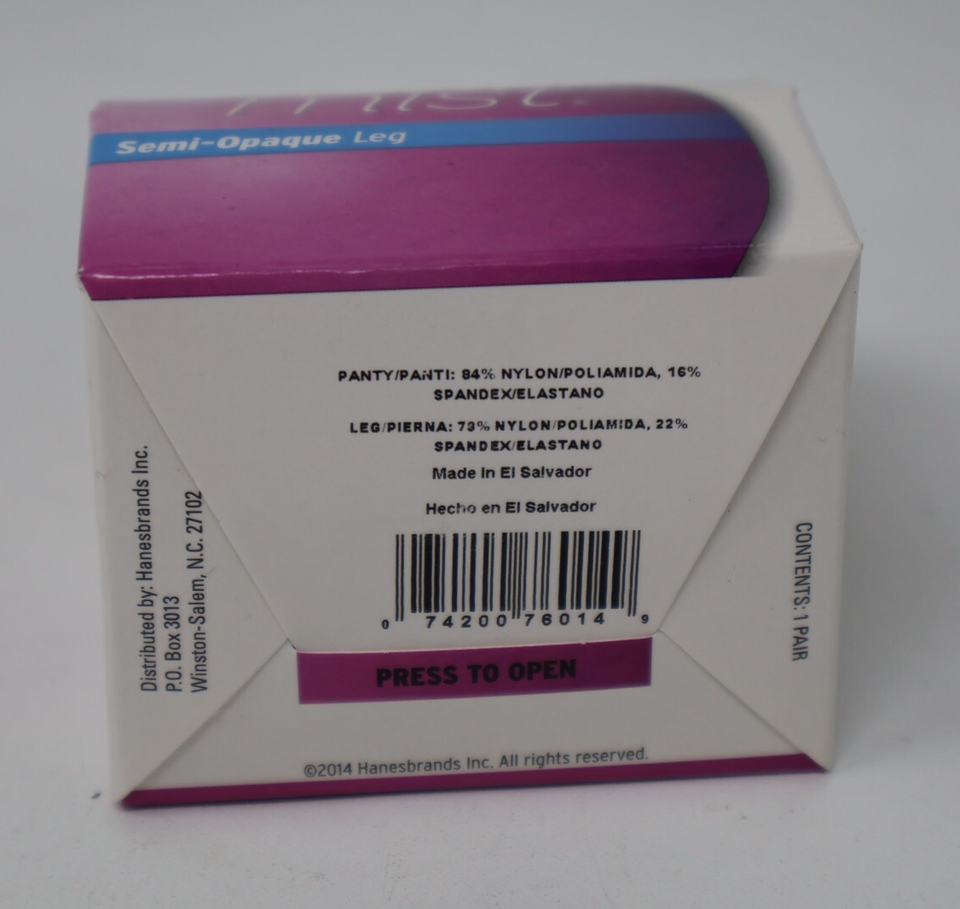 Semi-Opaque Leg
PANTY/PANTI: 84% NYLON/POLIAMIDA, 16%
SPANDEX/ELASTANO
LEG/PIERNA: 73% NYLON/POLIAMIDA, 22%
SPANDEX/ELASTANO
Made In El Salvador
Hecho en El Salvador
0 74200 76014 9
PRESS TO OPEN
©2014 Hanesbrands Inc. All rights reserved.
Distributed by: Hanesbrands Inc.
P.O. Box 3013
Winston-Salem, N.C. 27102
CONTENTS: 1 PAIR